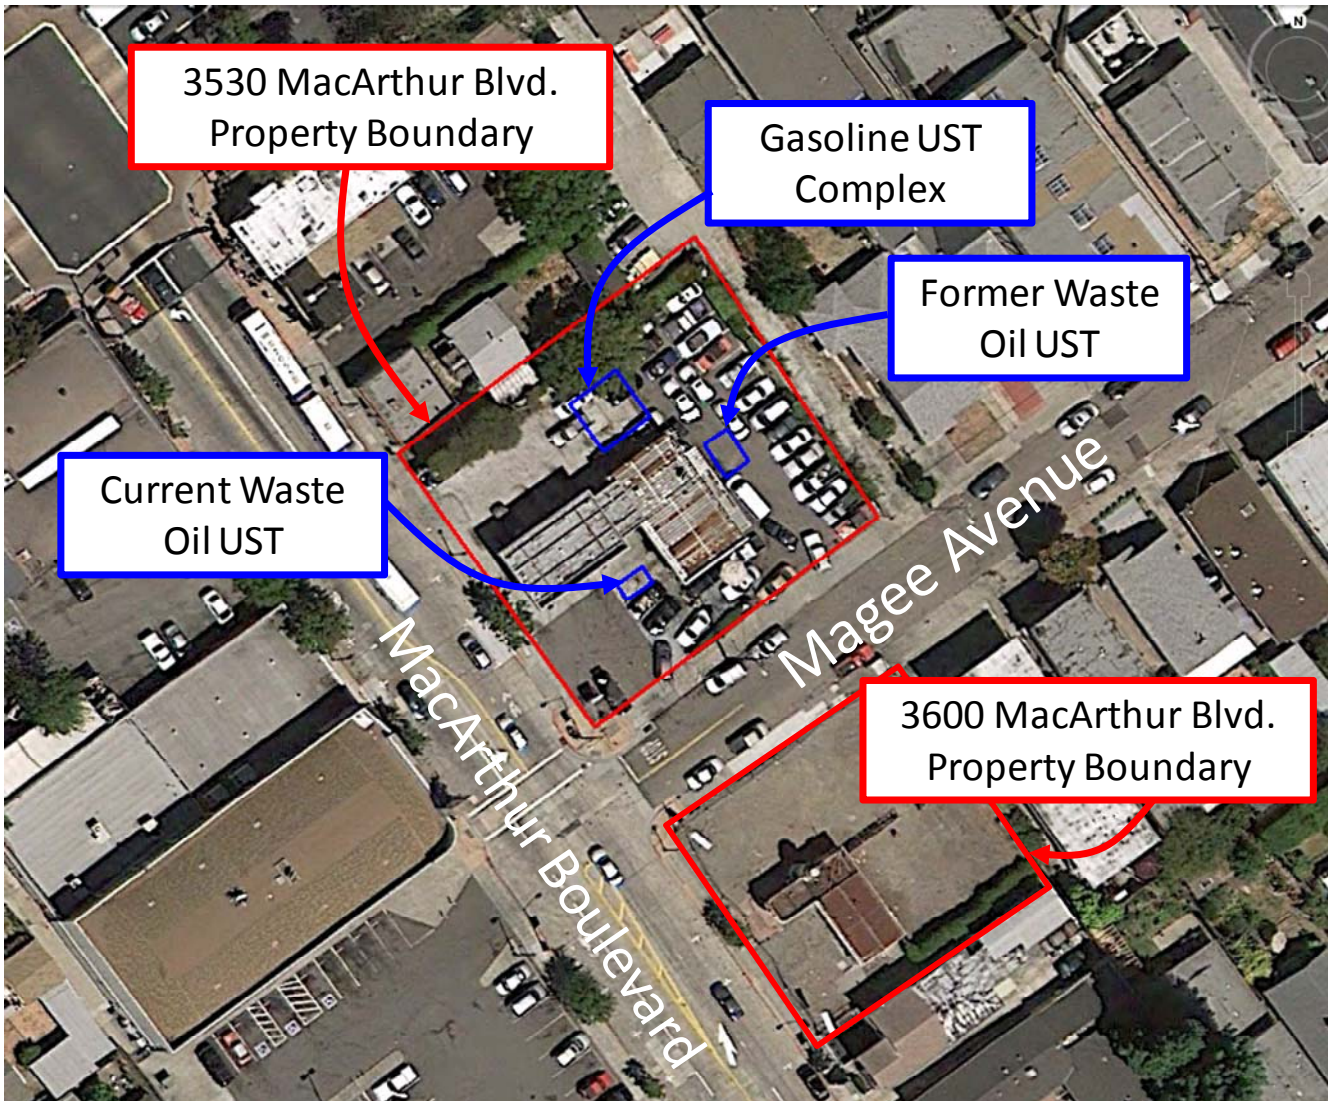 N
3530 MacArthur Blvd.
Property Boundary
Gasoline UST
Complex
Former Waste
Oil UST
Current Waste
Oil UST
Magee Avenue
MacArthur Boulevard
3600 MacArthur Blvd.
Property Boundary